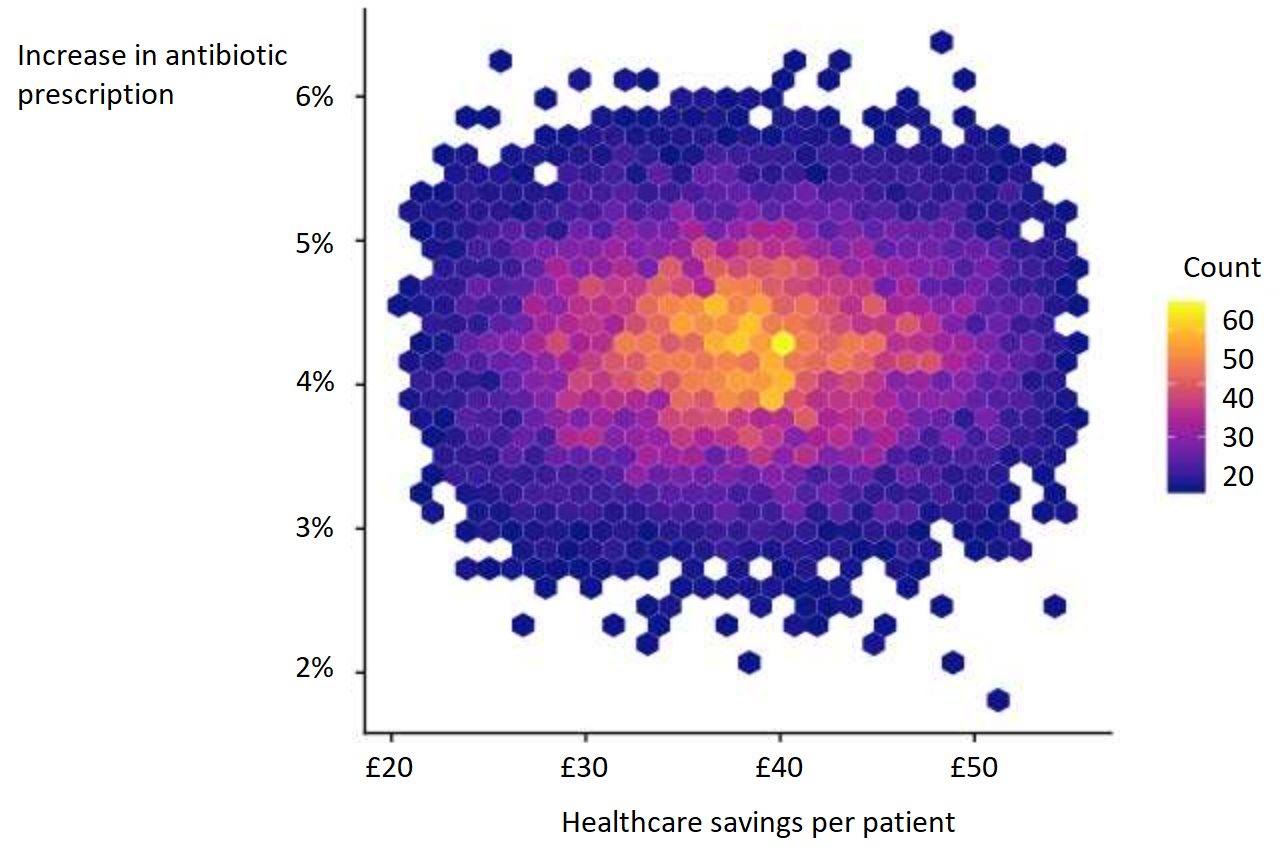 Increase in antibiotic
prescription
6%
5%
4%
3%
2%
£20 £30 £40 £50
Healthcare savings per patient
Count
60
50
40
30
20